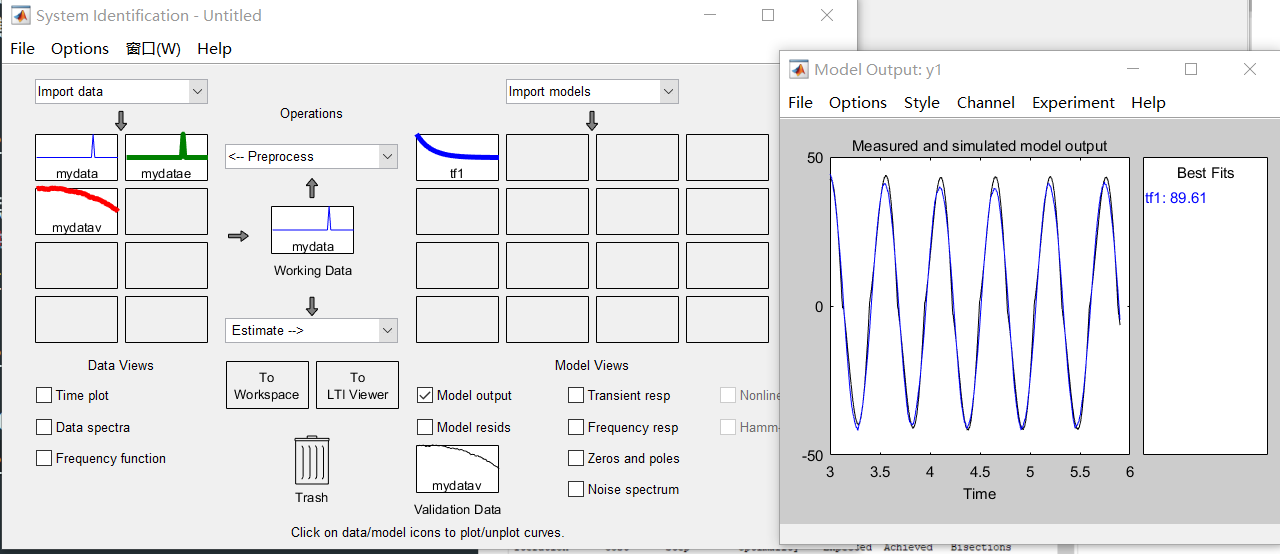 System Identification - Untitled
File Options 窗口(W) Help
Import data
Import models
Operations
mydata
mydatae
<-- Preprocess
tf1
mydatav
mydata
Working Data
Estimate -->
Data Views
To
Workspace
To
LTI Viewer
Model Views
Time plot
Data spectra
Frequency function
Model output
Model resids
Transient resp
Frequency resp
Zeros and poles
Noise spectrum
Nonline
Hamm-
Trash
mydatav
Validation Data
Click on data/model icons to plot/unplot curves.
Model Output: y1
File Options Style Channel Experiment Help
Measured and simulated model output
50
0
-50
3 3.5 4 4.5 5 5.5 6
Time
Best Fits
tf1: 89.61
Achieved Bisections